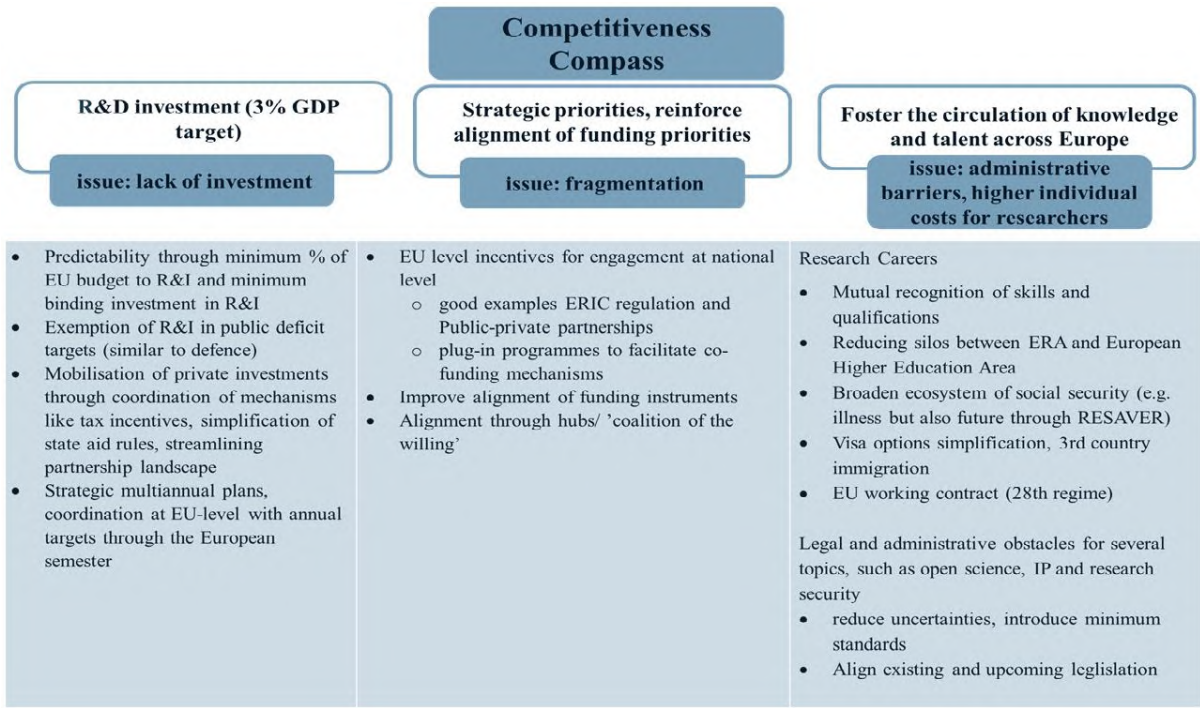 Competitiveness
Compass
R&D investment (3% GDP
target)
issue: lack of investment
Strategic priorities, reinforce
alignment of funding priorities
issue: fragmentation
Foster the circulation of knowledge
and talent across Europe
issue: administrative
barriers, higher individual
costs for researchers
• Predictability through minimum % of
EU budget to R&I and minimum
binding investment in R&I
• Exemption of R&I in public deficit
targets (similar to defence)
• Mobilisation of private investments
through coordination of mechanisms
like tax incentives, simplification of
state aid rules, streamlining
partnership landscape
• Strategic multiannual plans,
coordination at EU-level with annual
targets through the European
semester
• EU level incentives for engagement at national
level
o good examples ERIC regulation and
Public-private partnerships
o plug-in programmes to facilitate co-
funding mechanisms
• Improve alignment of funding instruments
• Alignment through hubs/ 'coalition of the
willing'
Research Careers
• Mutual recognition of skills and
qualifications
• Reducing silos between ERA and European
Higher Education Area
• Broaden ecosystem of social security (e.g.
illness but also future through RESAVER)
• Visa options simplification, 3rd country
immigration
• EU working contract (28th regime)
Legal and administrative obstacles for several
topics, such as open science, IP and research
security
• reduce uncertainties, introduce minimum
standards
• Align existing and upcoming leglislation